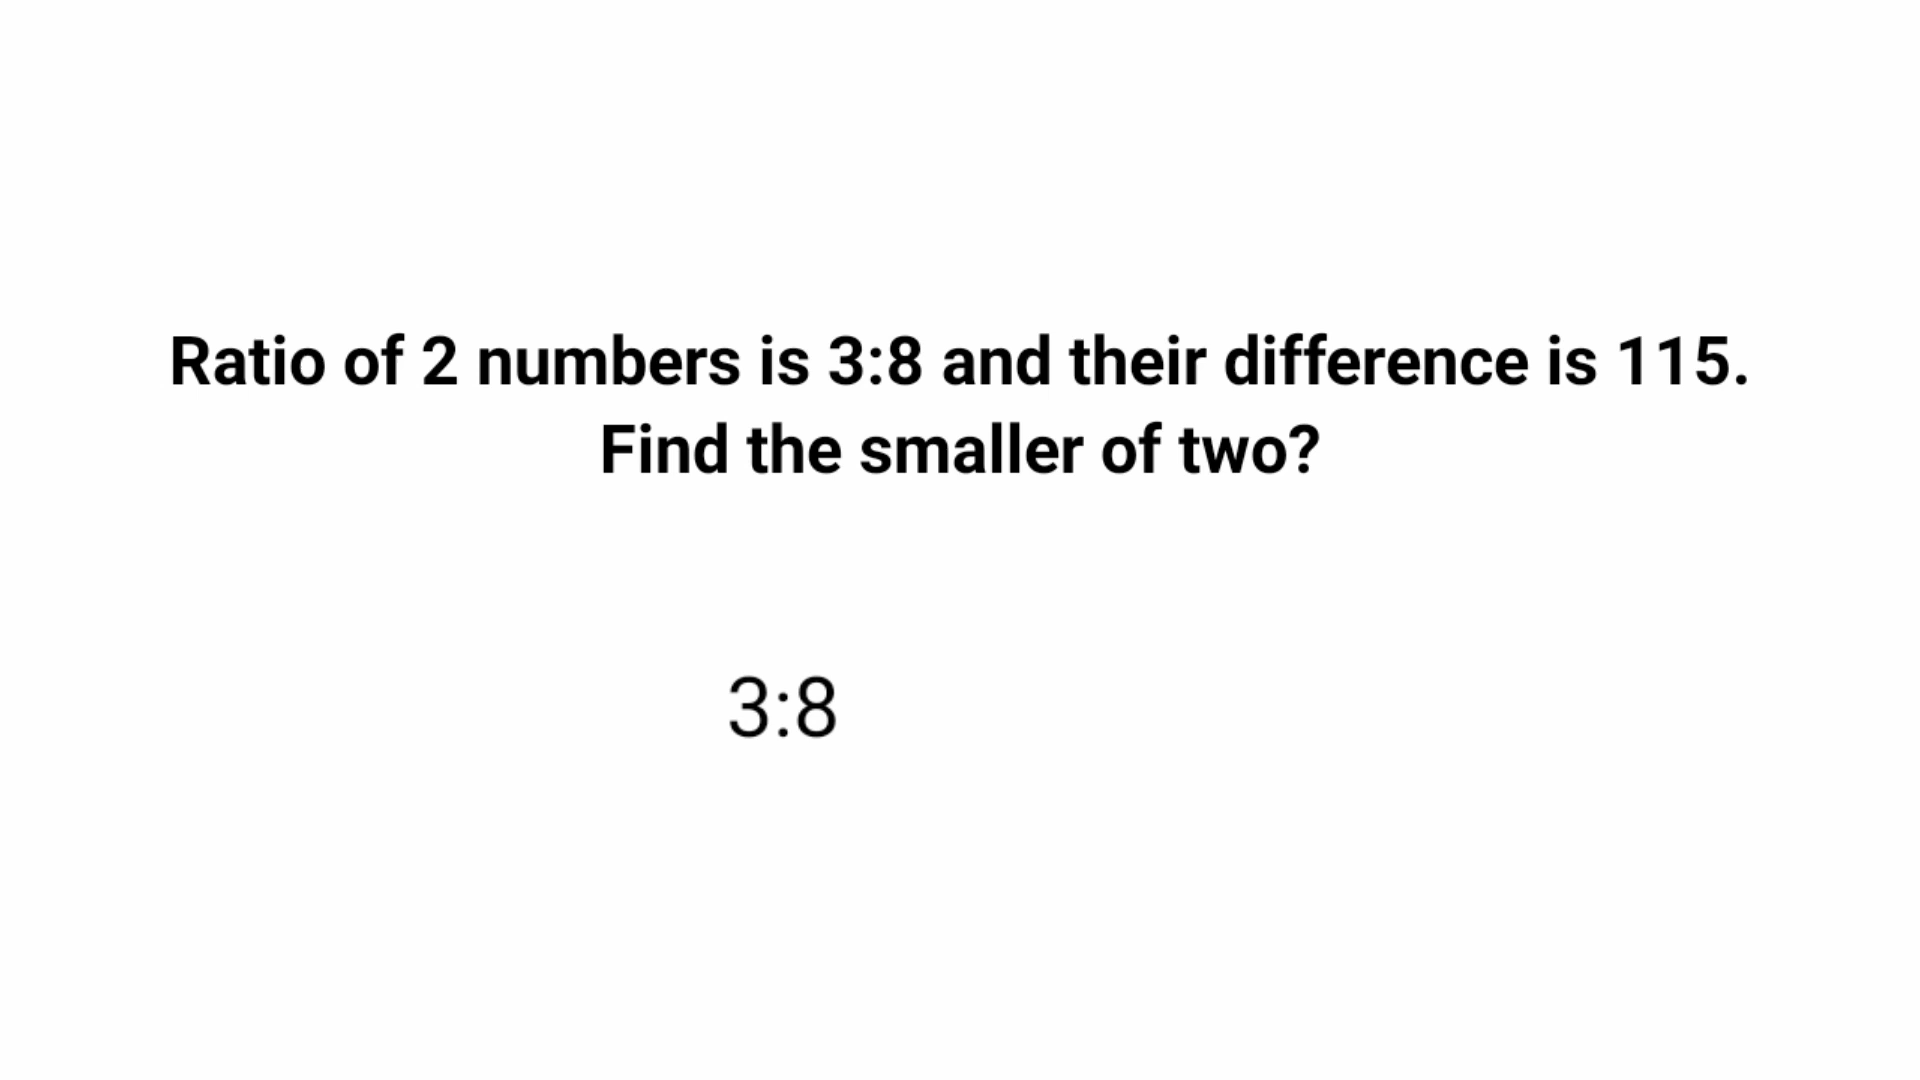 Ratio of 2 numbers is 3:8 and their difference is 115.
Find the smaller of two?
3:8